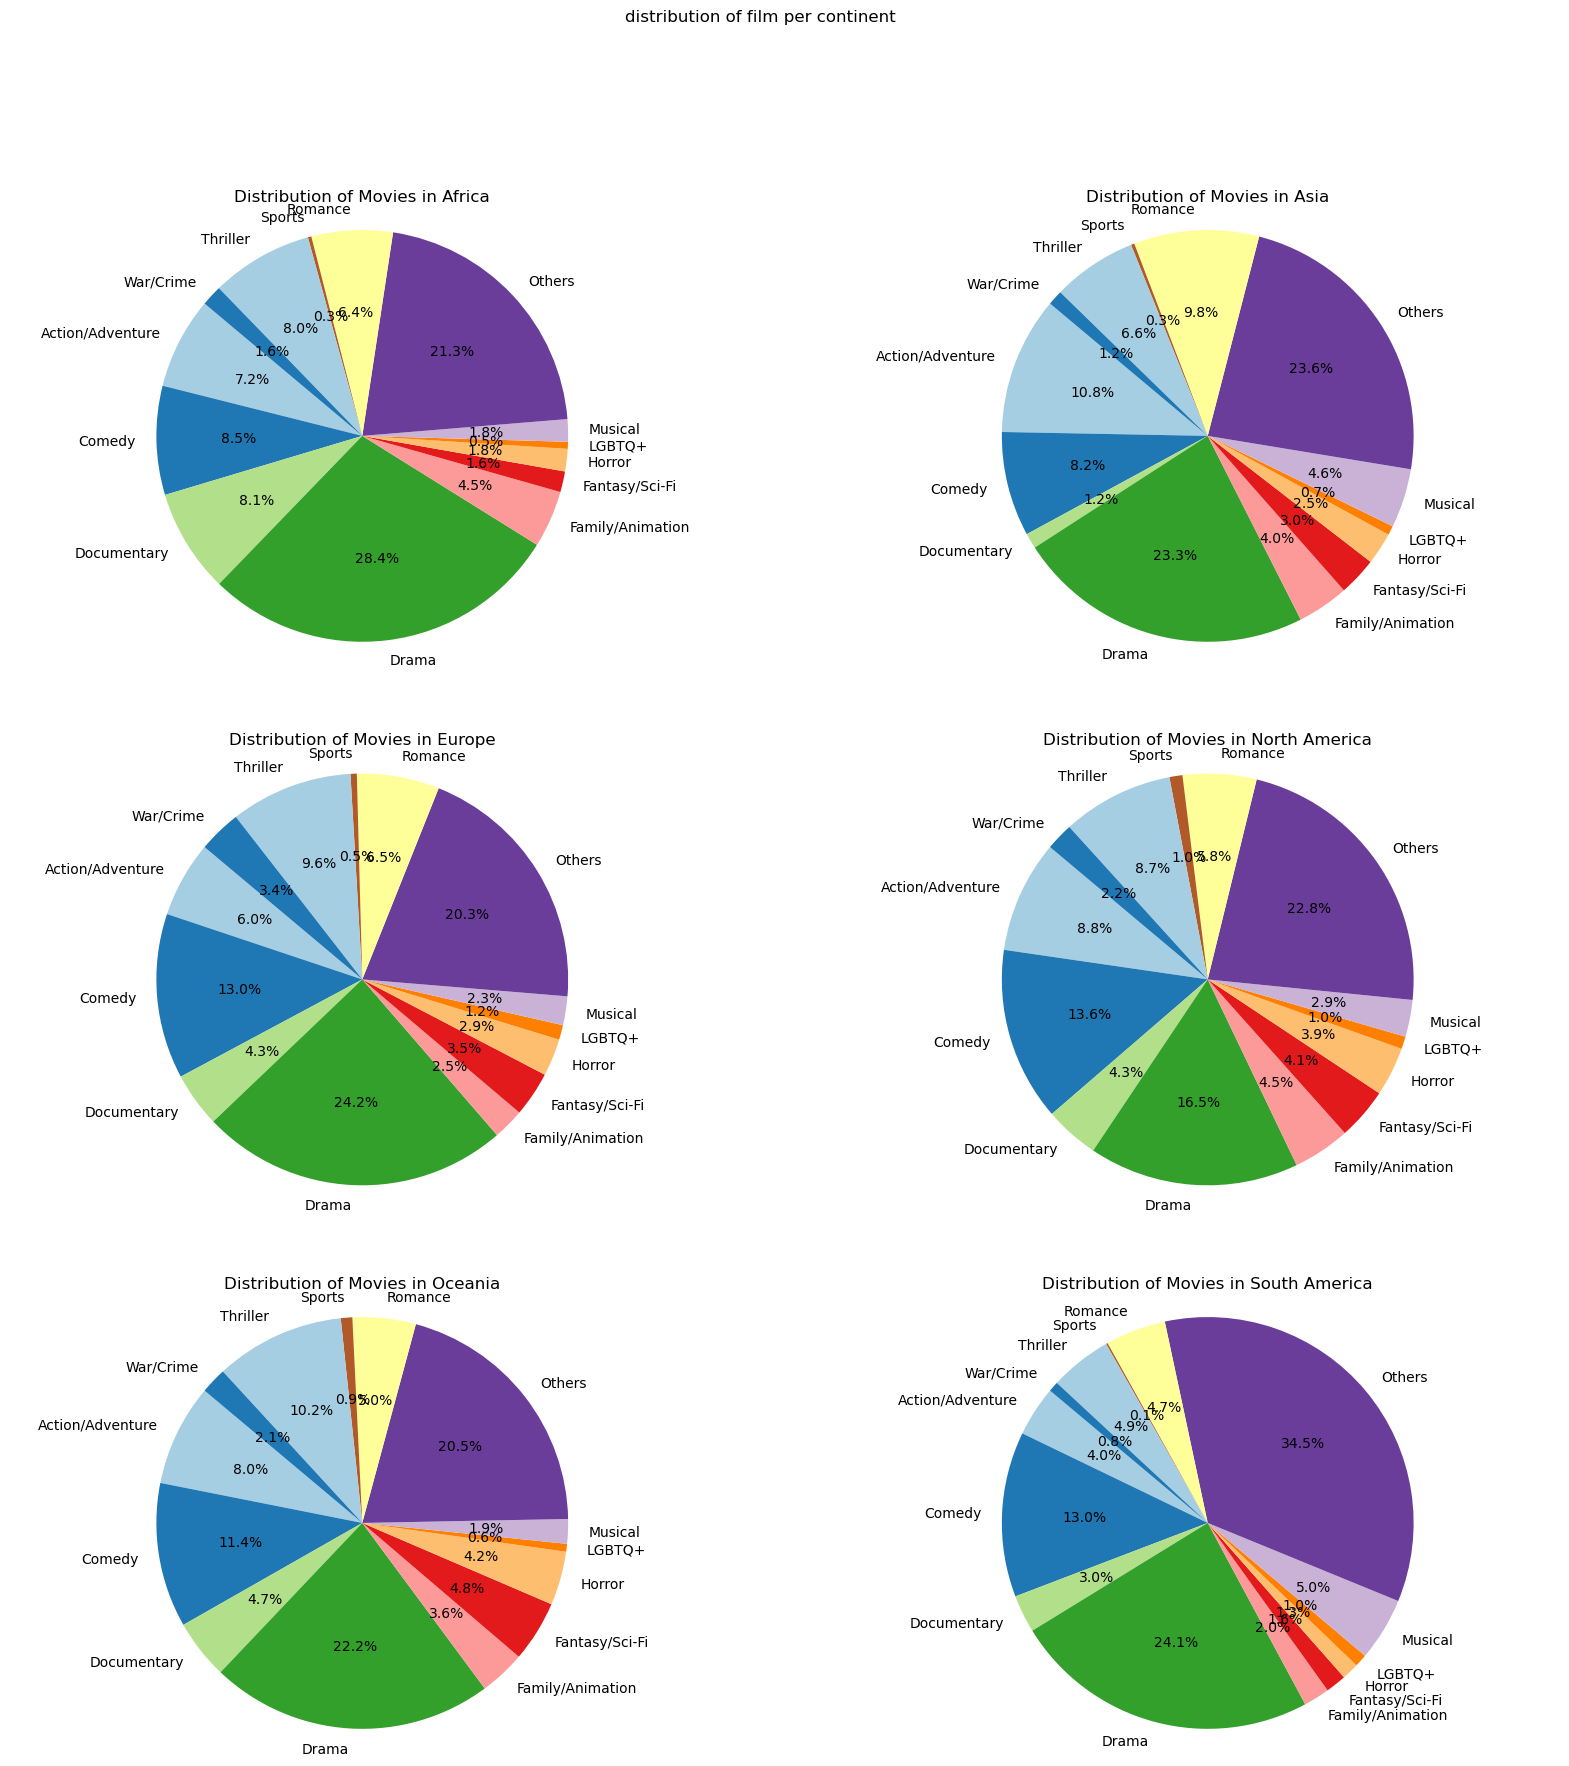 distribution of film per continent
Distribution of Movies in Africa
Romance
Sports
Thriller
War/Crime
Action/Adventure
Comedy
Documentary
Drama
Family/Animation
Fantasy/Sci-Fi
Horror
LGBTQ+
Musical
Others
6.4%
0.3%
8.0%
1.6%
7.2%
8.5%
8.1%
28.4%
4.5%
1.6%
1.8%
0.5%
1.8%
21.3%
Distribution of Movies in Asia
Romance
Sports
Thriller
War/Crime
Action/Adventure
Comedy
Documentary
Drama
Family/Animation
Fantasy/Sci-Fi
Horror
LGBTQ+
Musical
Others
9.8%
0.3%
6.6%
1.2%
10.8%
8.2%
1.2%
23.3%
4.0%
3.0%
2.5%
0.7%
4.6%
23.6%
Distribution of Movies in Europe
Romance
Sports
Thriller
War/Crime
Action/Adventure
Comedy
Documentary
Drama
Family/Animation
Fantasy/Sci-Fi
Horror
LGBTQ+
Musical
Others
6.5%
0.5%
9.6%
3.4%
6.0%
13.0%
4.3%
24.2%
2.5%
3.5%
2.9%
1.2%
2.3%
20.3%
Distribution of Movies in North America
Romance
Sports
Thriller
War/Crime
Action/Adventure
Comedy
Documentary
Drama
Family/Animation
Fantasy/Sci-Fi
Horror
LGBTQ+
Musical
Others
5.8%
1.0%
8.7%
2.2%
8.8%
13.6%
4.3%
16.5%
4.5%
4.1%
3.9%
1.0%
2.9%
22.8%
Distribution of Movies in Oceania
Romance
Sports
Thriller
War/Crime
Action/Adventure
Comedy
Documentary
Drama
Family/Animation
Fantasy/Sci-Fi
Horror
LGBTQ+
Musical
Others
5.0%
0.9%
10.2%
2.1%
8.0%
11.4%
4.7%
22.2%
3.6%
4.8%
4.2%
0.6%
1.9%
20.5%
Distribution of Movies in South America
Romance
Sports
Thriller
War/Crime
Action/Adventure
Comedy
Documentary
Drama
Family/Animation
Fantasy/Sci-Fi
Horror
LGBTQ+
Musical
Others
4.7%
0.1%
4.9%
0.8%
4.0%
13.0%
3.0%
24.1%
2.0%
1.3%
1.0%
5.0%
34.5%